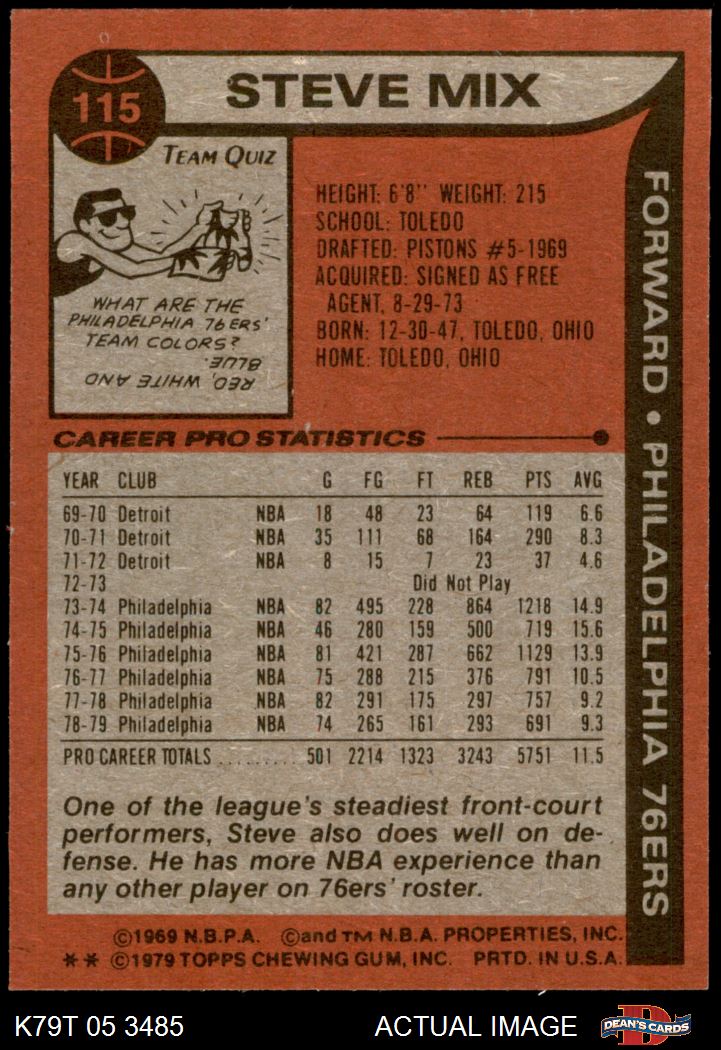 115
STEVE MIX
TEAM QUIZ
WHAT ARE THE
PHILADELPHIA 76ERS'
TEAM COLORS?
RED, WHITE AND
BLUE.
HEIGHT: 6'8" WEIGHT: 215
SCHOOL: TOLEDO
DRAFTED: PISTONS #5-1969
ACQUIRED: SIGNED AS FREE
AGENT, 8-29-73
BORN: 12-30-47, TOLEDO, OHIO
HOME: TOLEDO, OHIO
FORWARD • PHILADELPHIA 76ERS
CAREER PRO STATISTICS
YEAR CLUB G FG FT REB PTS AVG
69-70 Detroit NBA 18 48 23 64 119 6.6
70-71 Detroit NBA 35 111 68 164 290 8.3
71-72 Detroit NBA 8 15 7 23 37 4.6
72-73 Did Not Play
73-74 Philadelphia NBA 82 495 228 864 1218 14.9
74-75 Philadelphia NBA 46 280 159 500 719 15.6
75-76 Philadelphia NBA 81 421 287 662 1129 13.9
76-77 Philadelphia NBA 75 288 215 376 791 10.5
77-78 Philadelphia NBA 82 291 175 297 757 9.2
78-79 Philadelphia NBA 74 265 161 293 691 9.3
PRO CAREER TOTALS ......... 501 2214 1323 3243 5751 11.5
One of the league's steadiest front-court
performers, Steve also does well on de-
fense. He has more NBA experience than
any other player on 76ers' roster.
©1969 N.B.P.A. ©and TM N.B.A. PROPERTIES, INC.
** ©1979 TOPPS CHEWING GUM, INC. PRTD. IN U.S.A.
K79T 05 3485 ACTUAL IMAGE
D
DEAN'S CARDS